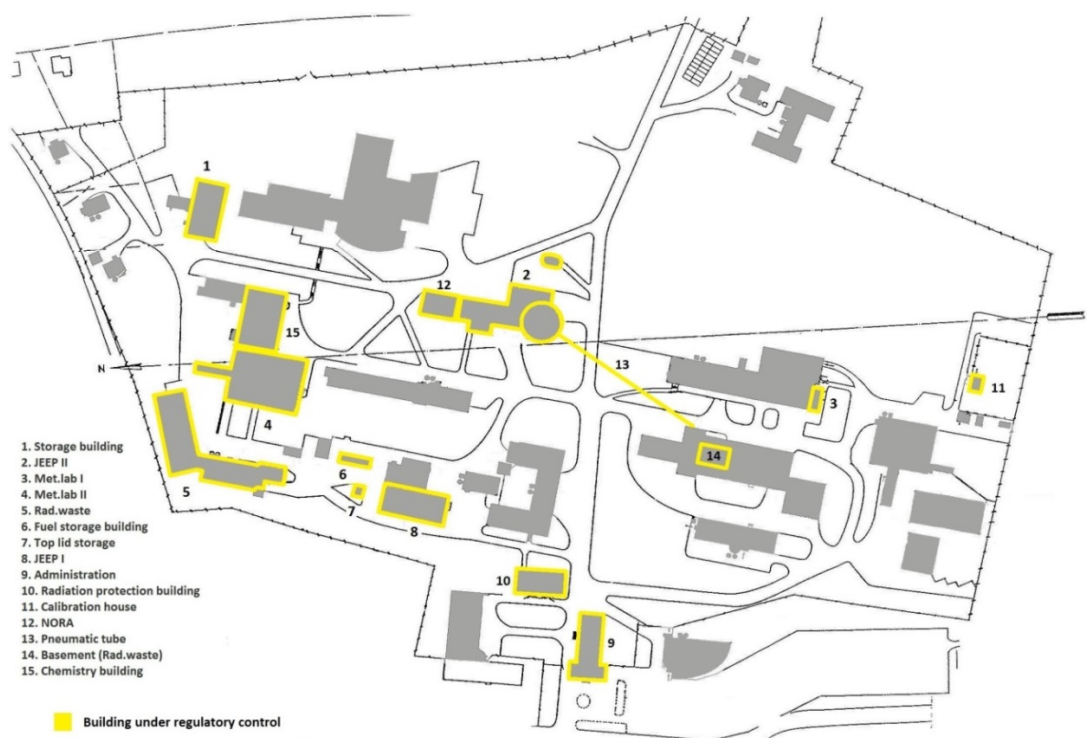 1
2
12
15
13
N
11
3
4
14
6
5
7
8
10
9
1. Storage building
2. JEEP II
3. Met.lab I
4. Met.lab II
5. Rad.waste
6. Fuel storage building
7. Top lid storage
8. JEEP I
9. Administration
10. Radiation protection building
11. Calibration house
12. NORA
13. Pneumatic tube
14. Basement (Rad.waste)
15. Chemistry building
Building under regulatory control